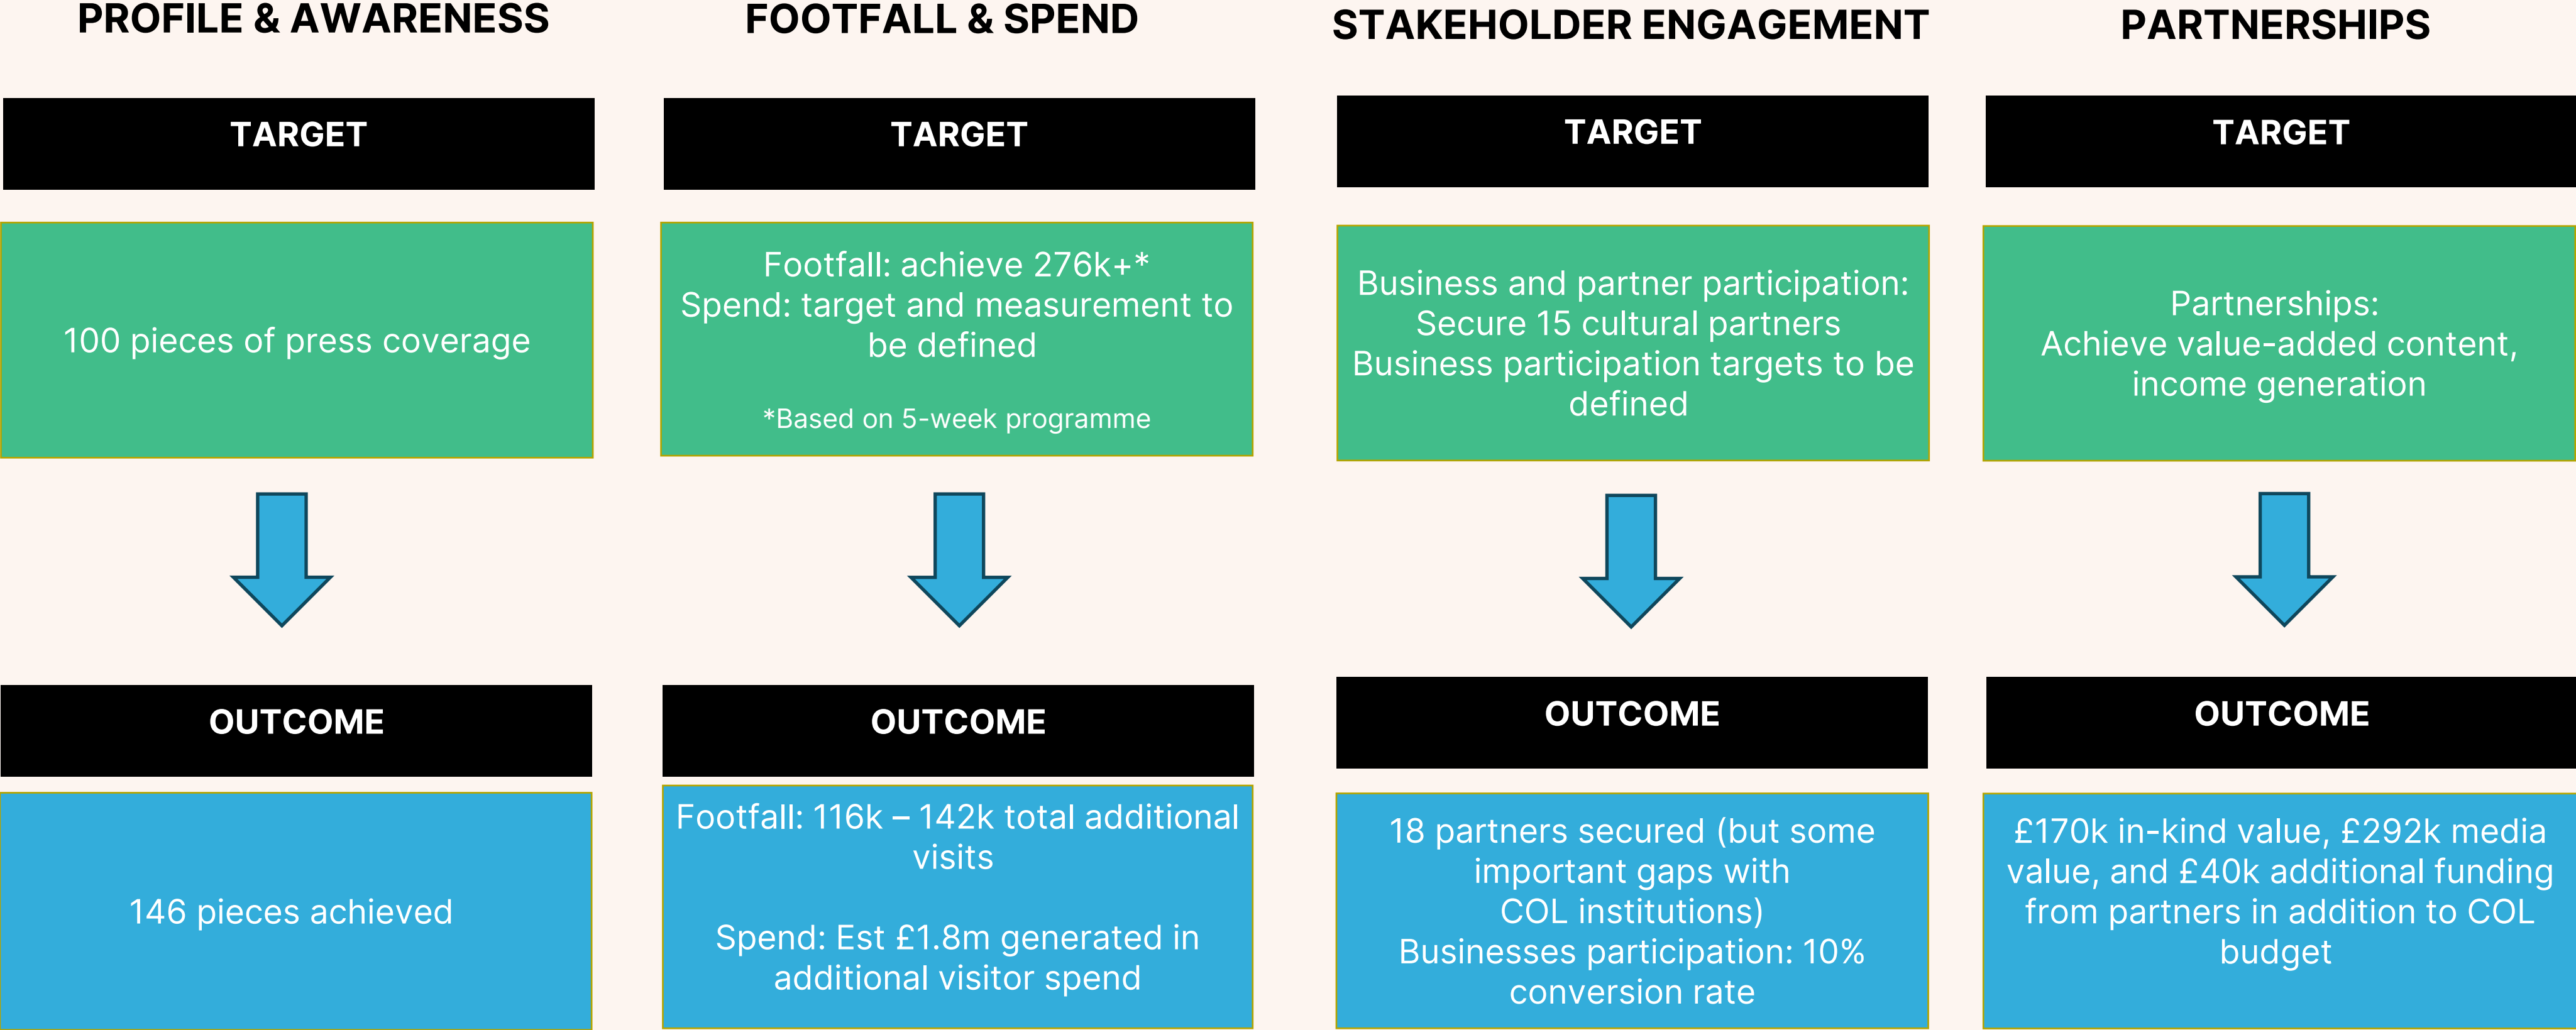 PROFILE & AWARENESS
TARGET
100 pieces of press coverage
OUTCOME
146 pieces achieved
FOOTFALL & SPEND
TARGET
Footfall: achieve 276k+*
Spend: target and measurement to
be defined
*Based on 5-week programme
OUTCOME
Footfall: 116k – 142k total additional
visits
Spend: Est £1.8m generated in
additional visitor spend
STAKEHOLDER ENGAGEMENT
TARGET
Business and partner participation:
Secure 15 cultural partners
Business participation targets to be
defined
OUTCOME
18 partners secured (but some
important gaps with
COL institutions)
Businesses participation: 10%
conversion rate
PARTNERSHIPS
TARGET
Partnerships:
Achieve value-added content,
income generation
OUTCOME
£170k in-kind value, £292k media
value, and £40k additional funding
from partners in addition to COL
budget